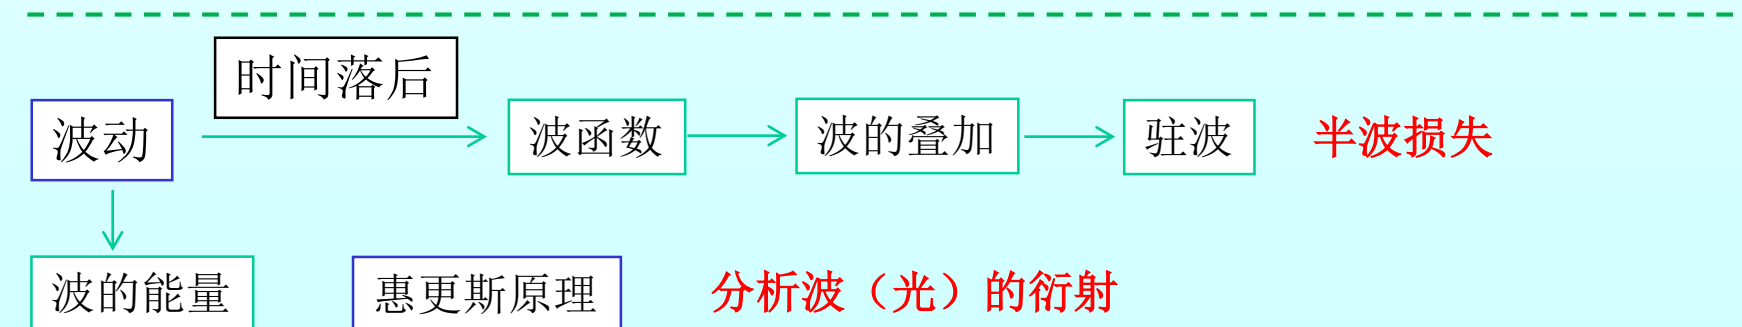 时间落后
波动 波函数 波的叠加 驻波 半波损失
波的能量 惠更斯原理 分析波（光）的衍射